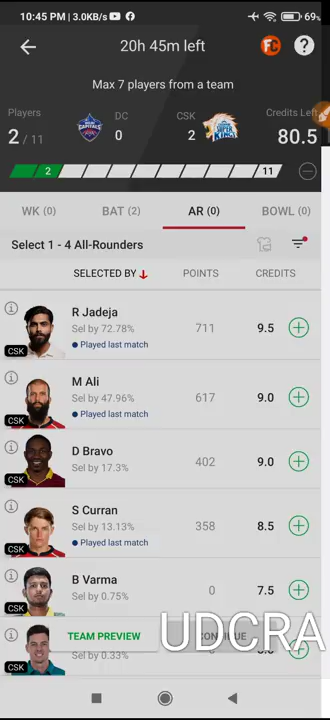 10:45 PM | 3.0KB/s
69%
20h 45m left
FC
?
Max 7 players from a team
Players
2 / 11
DC
0
CSK
2
Credits Left
80.5
2
11
WK (0)
BAT (2)
AR (0)
BOWL (0)
Select 1 - 4 All-Rounders
SELECTED BY
POINTS
CREDITS
R Jadeja
Sel by 72.78%
Played last match
711
9.5
CSK
M Ali
Sel by 47.96%
Played last match
617
9.0
CSK
D Bravo
Sel by 17.3%
402
9.0
CSK
S Curran
Sel by 13.13%
Played last match
358
8.5
CSK
B Varma
Sel by 0.75%
0
7.5
CSK
Sel by 0.33%
CSK
TEAM PREVIEW
CONTINUE
UDCRA